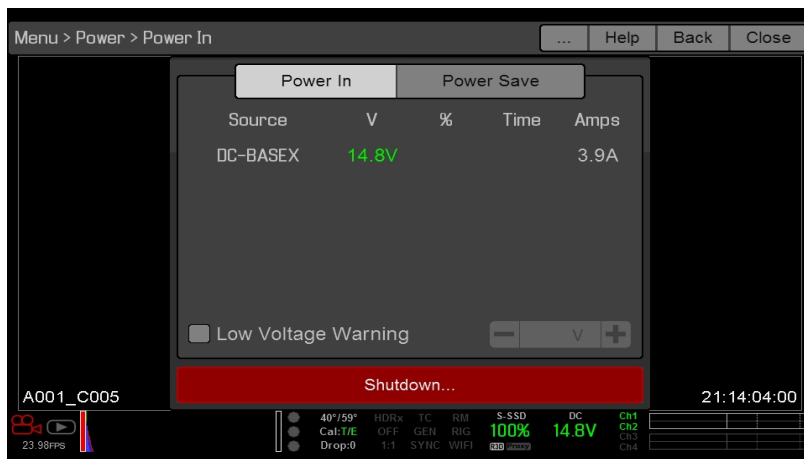 Menu > Power > Power In ... Help Back Close
Power In Power Save
Source V % Time Amps
DC-BASEX 14.8V 3.9A
Low Voltage Warning − V +
Shutdown...
A001_C005 21:14:04:00
40°/59° HDRx TC RM S-SSD DC Ch1
Cal:T/E OFF GEN RIG 100% 14.8V Ch2
23.98FPS Drop:0 1:1 SYNC WIFI R3D Proxy Ch3
Ch4